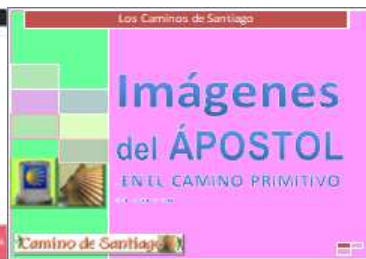 Los Caminos de Santiago
Imágenes
del ÁPOSTOL
EN EL CAMINO PRIMITIVO
Camino de Santiago